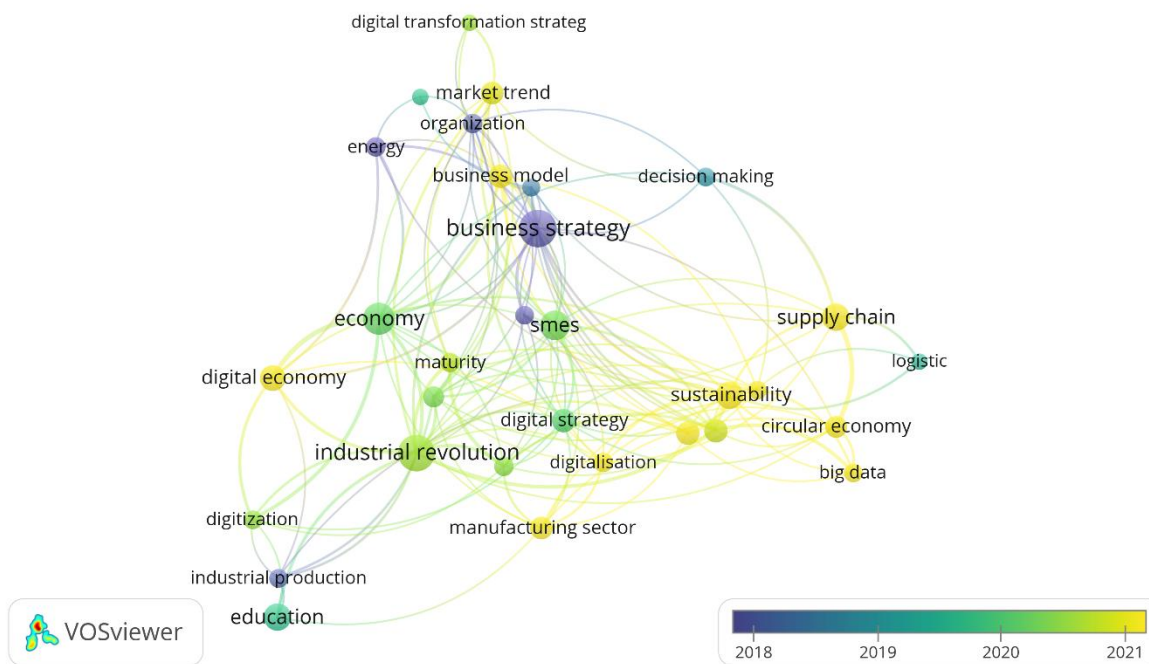 digital transformation strateg
market trend
organization
energy
business model
decision making
business strategy
economy
smes
supply chain
maturity
logistic
digital economy
sustainability
digital strategy
circular economy
industrial revolution
digitalisation
big data
digitization
manufacturing sector
industrial production
education
VOSviewer
2018 2019 2020 2021